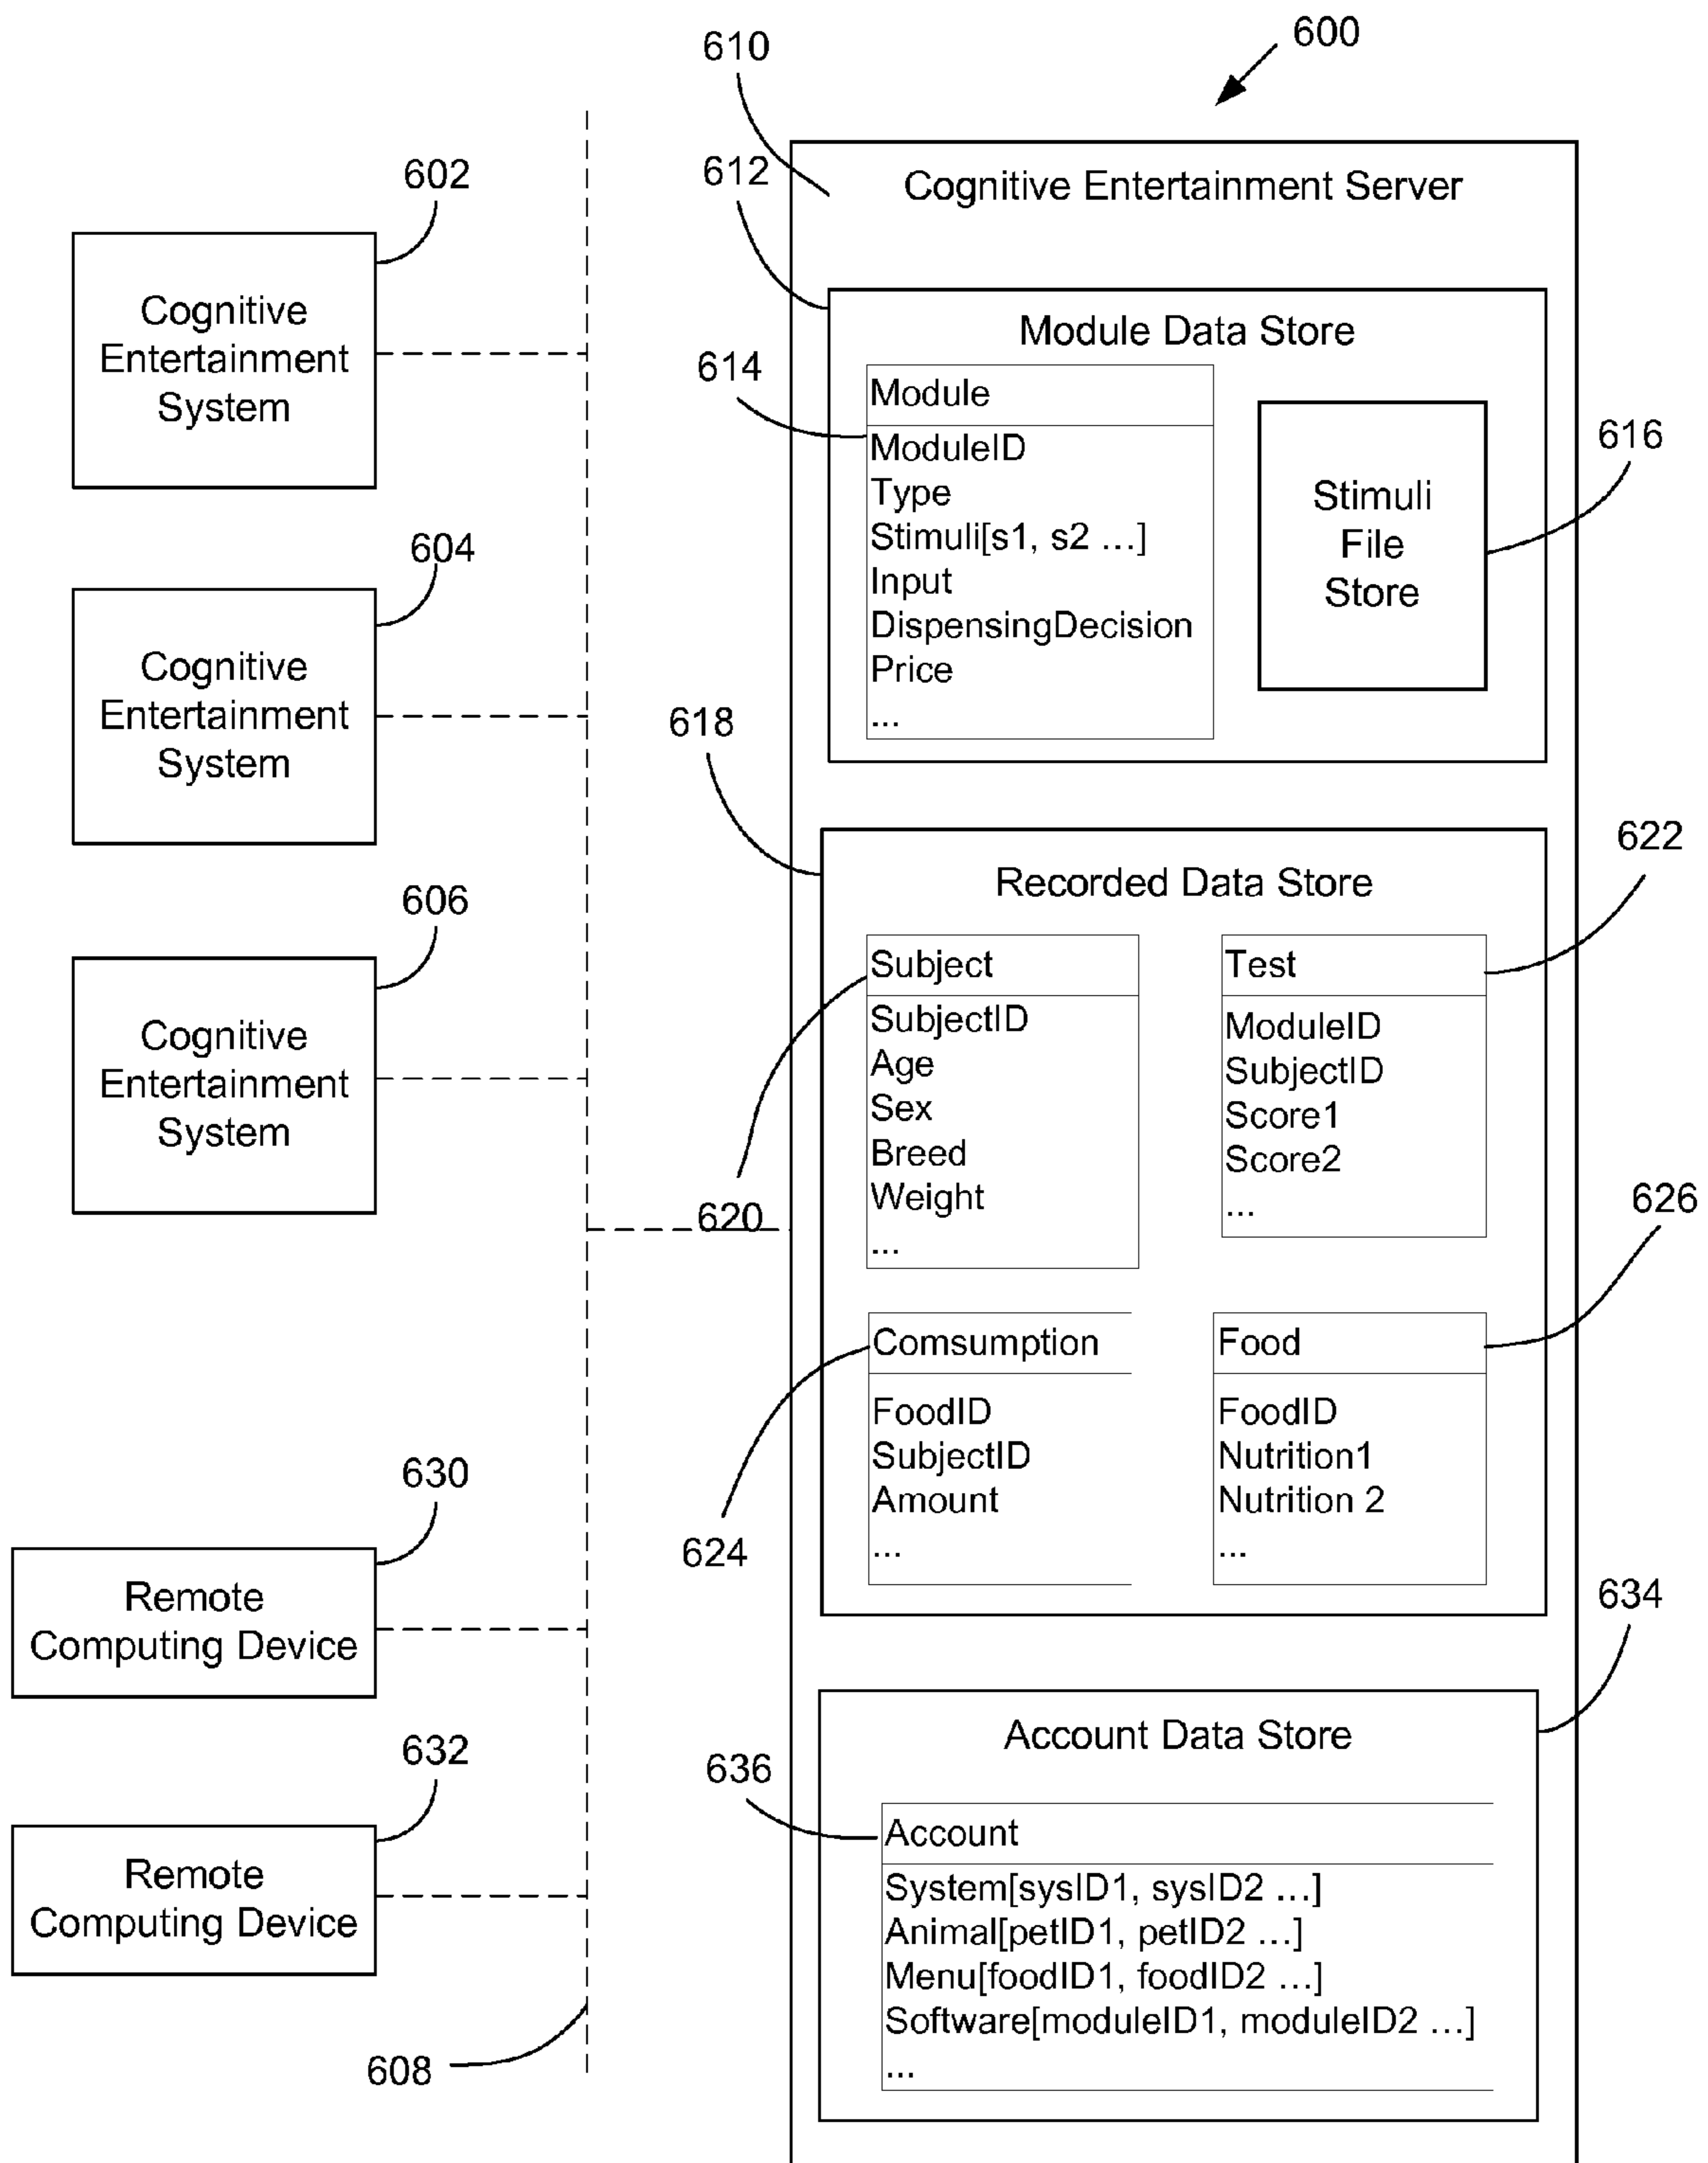 600
610
612
Cognitive Entertainment Server
602
Cognitive
Entertainment
System
Module Data Store
614
Module
ModuleID
Type
Stimuli[s1, s2 ...]
Input
DispensingDecision
Price
...
616
Stimuli
File
Store
604
Cognitive
Entertainment
System
618
622
Recorded Data Store
606
Cognitive
Entertainment
System
Subject
SubjectID
Age
Sex
Breed
Weight
...
620
Test
ModuleID
SubjectID
Score1
Score2
...
626
Comsumption
FoodID
SubjectID
Amount
...
624
Food
FoodID
Nutrition1
Nutrition 2
...
630
Remote
Computing Device
634
Account Data Store
632
Remote
Computing Device
636
Account
System[sysID1, sysID2 ...]
Animal[petID1, petID2 ...]
Menu[foodID1, foodID2 ...]
Software[moduleID1, moduleID2 ...]
...
608